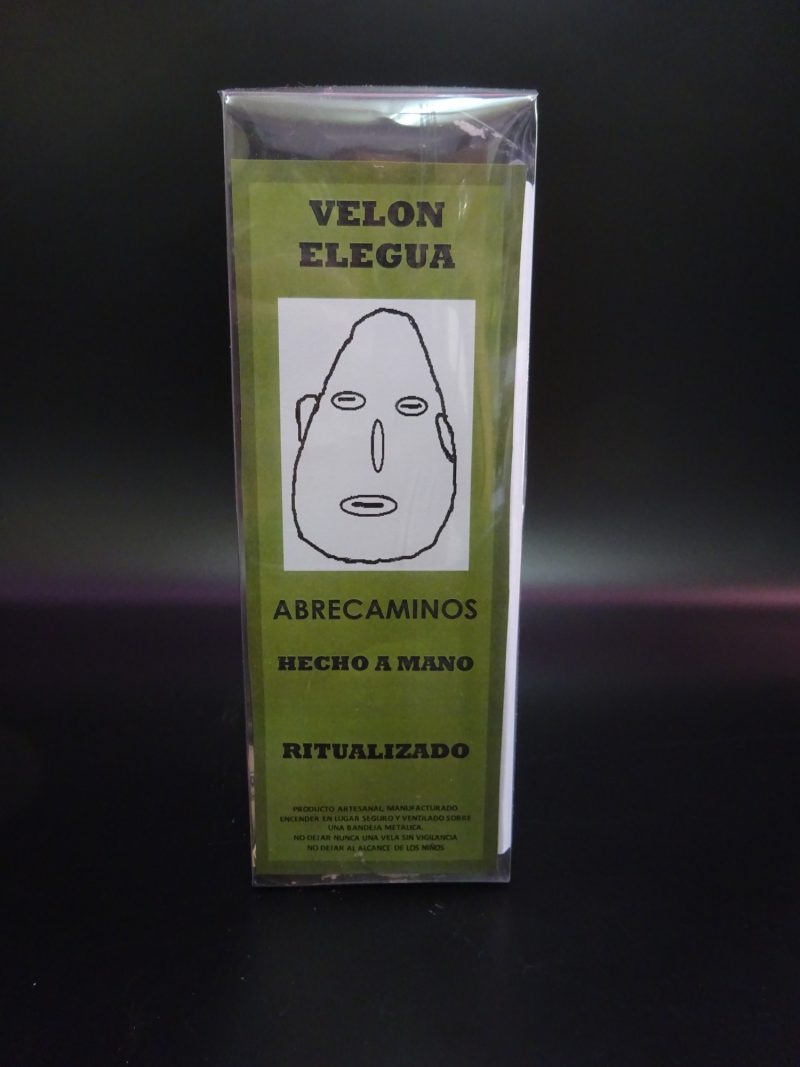 VELON
ELEGUA
ABRECAMINOS
HECHO A MANO
RITUALIZADO
PRODUCTO ARTESANAL, MANUFACTURADO.
ENCENDER EN LUGAR SEGURO Y VENTILADO SOBRE
UNA BANDEJA METALICA.
NO DEJAR NUNCA UNA VELA SIN VIGILANCIA
NO DEJAR AL ALCANCE DE LOS NIÑOS